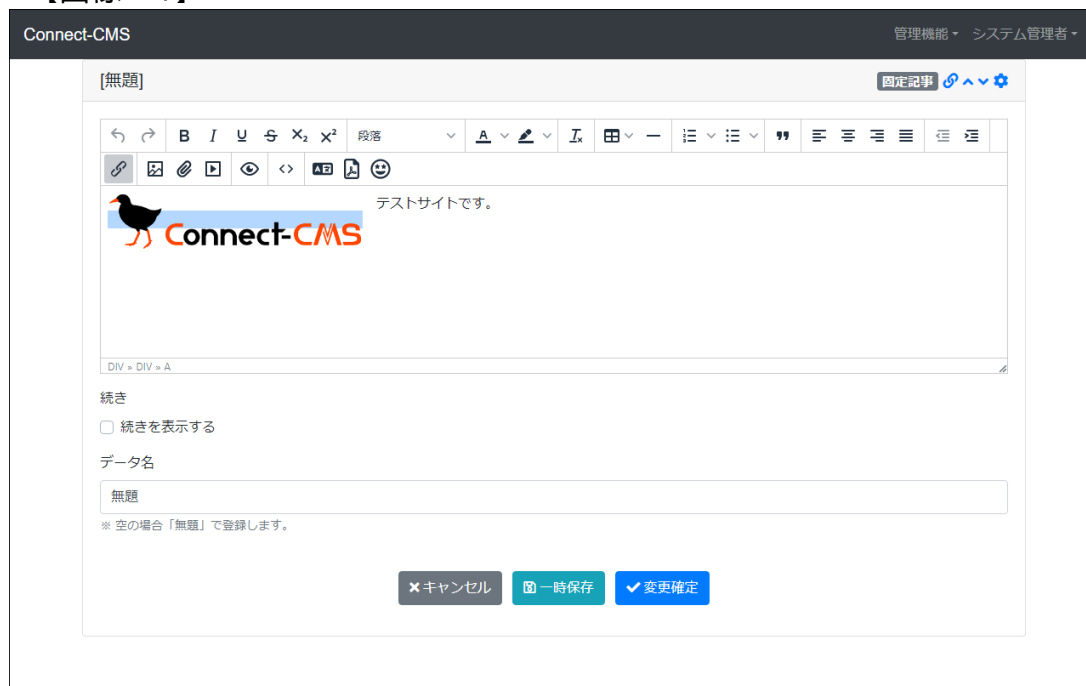 Connect-CMS 管理機能 システム管理者
[無題] 固定記事
B I U S X₂ X² 段落 A
テストサイトです。
Connect-CMS
DIV » DIV » A
続き
続きを表示する
データ名
無題
※ 空の場合「無題」で登録します。
キャンセル 一時保存 変更確定